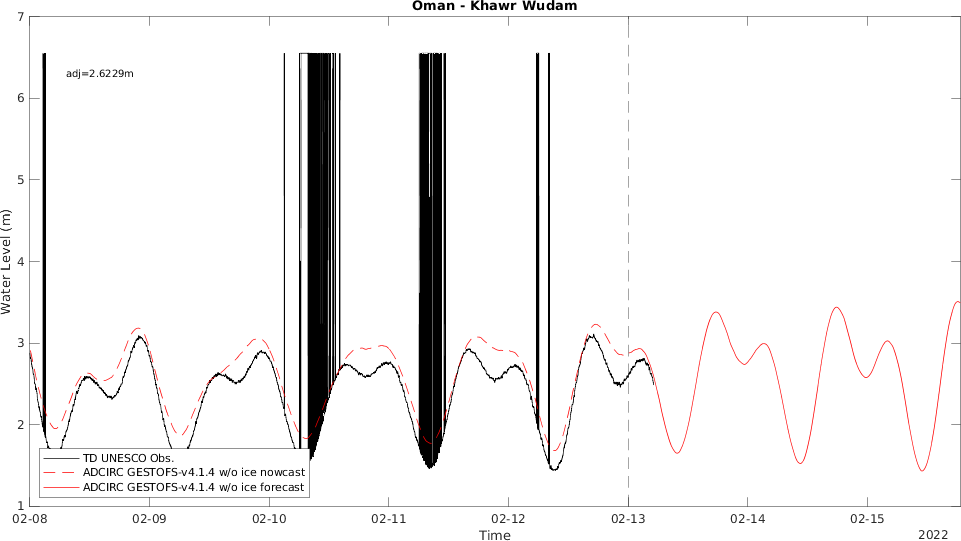 Oman - Khawr Wudam
7
adj=2.6229m
6
5
4
3
2
1
Water Level (m)
TD UNESCO Obs.
ADCIRC GESTOFS-v4.1.4 w/o ice nowcast
ADCIRC GESTOFS-v4.1.4 w/o ice forecast
02-08 02-09 02-10 02-11 02-12 02-13 02-14 02-15
Time
2022